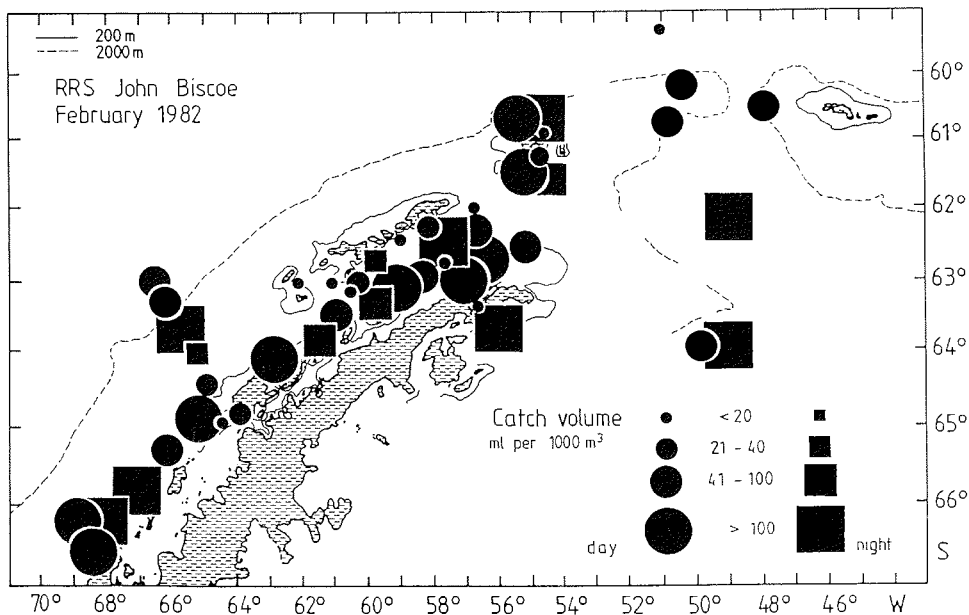 200 m
2000 m
RRS John Biscoe
February 1982
60°
61°
62°
63°
64°
65°
66°
S
Catch volume
ml per 1000 m³
< 20
21 - 40
41 - 100
> 100
day
night
70° 68° 66° 64° 62° 60° 58° 56° 54° 52° 50° 48° 46° W